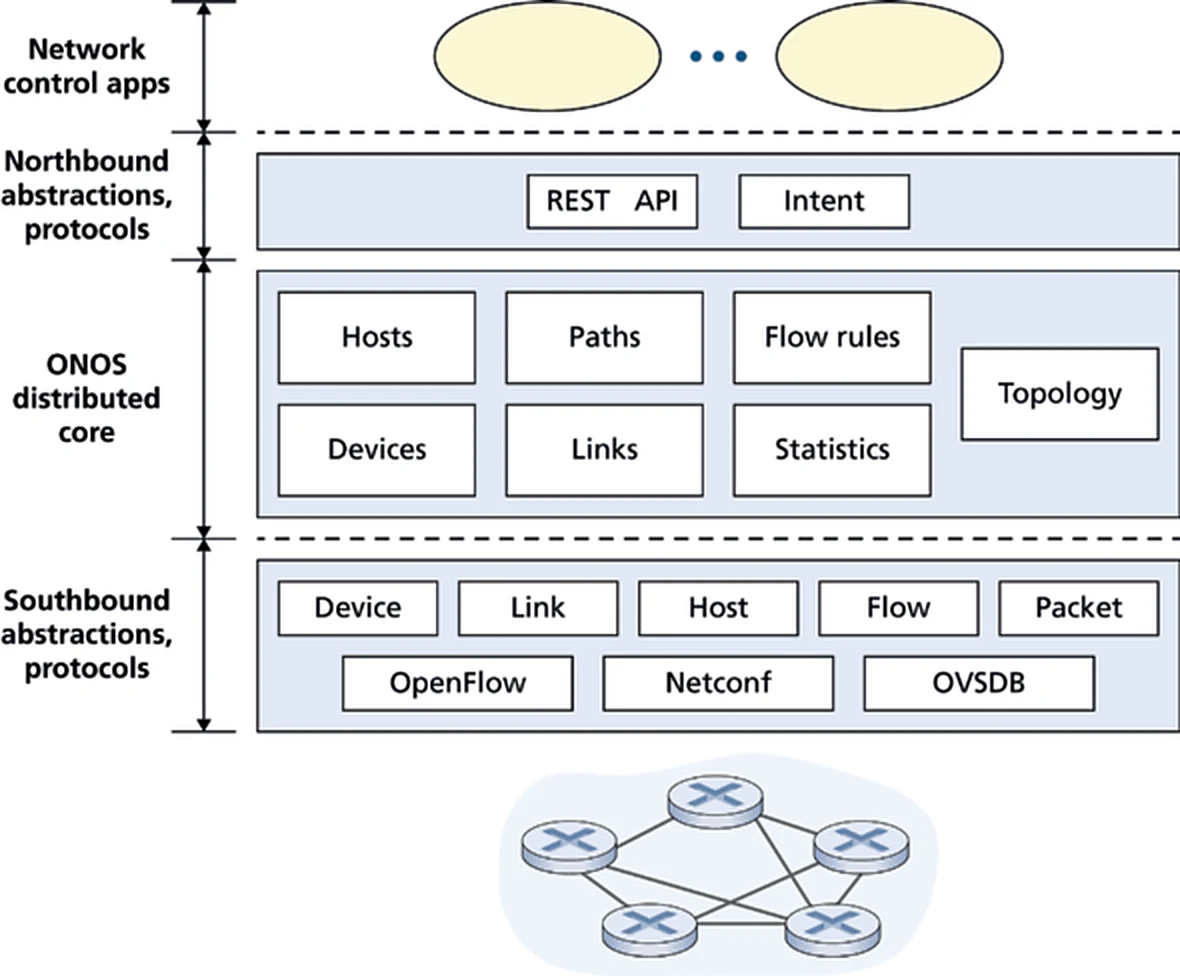 Network
control apps
Northbound
abstractions,
protocols
REST API
Intent
ONOS
distributed
core
Hosts
Paths
Flow rules
Topology
Devices
Links
Statistics
Southbound
abstractions,
protocols
Device
Link
Host
Flow
Packet
OpenFlow
Netconf
OVSDB